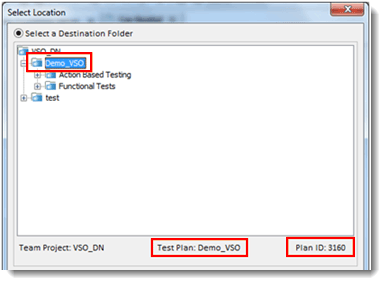 Select Location
Select a Destination Folder
VSO_DN
Demo_VSO
Action Based Testing
Functional Tests
test
Team Project: VSO_DN
Test Plan: Demo_VSO
Plan ID: 3160